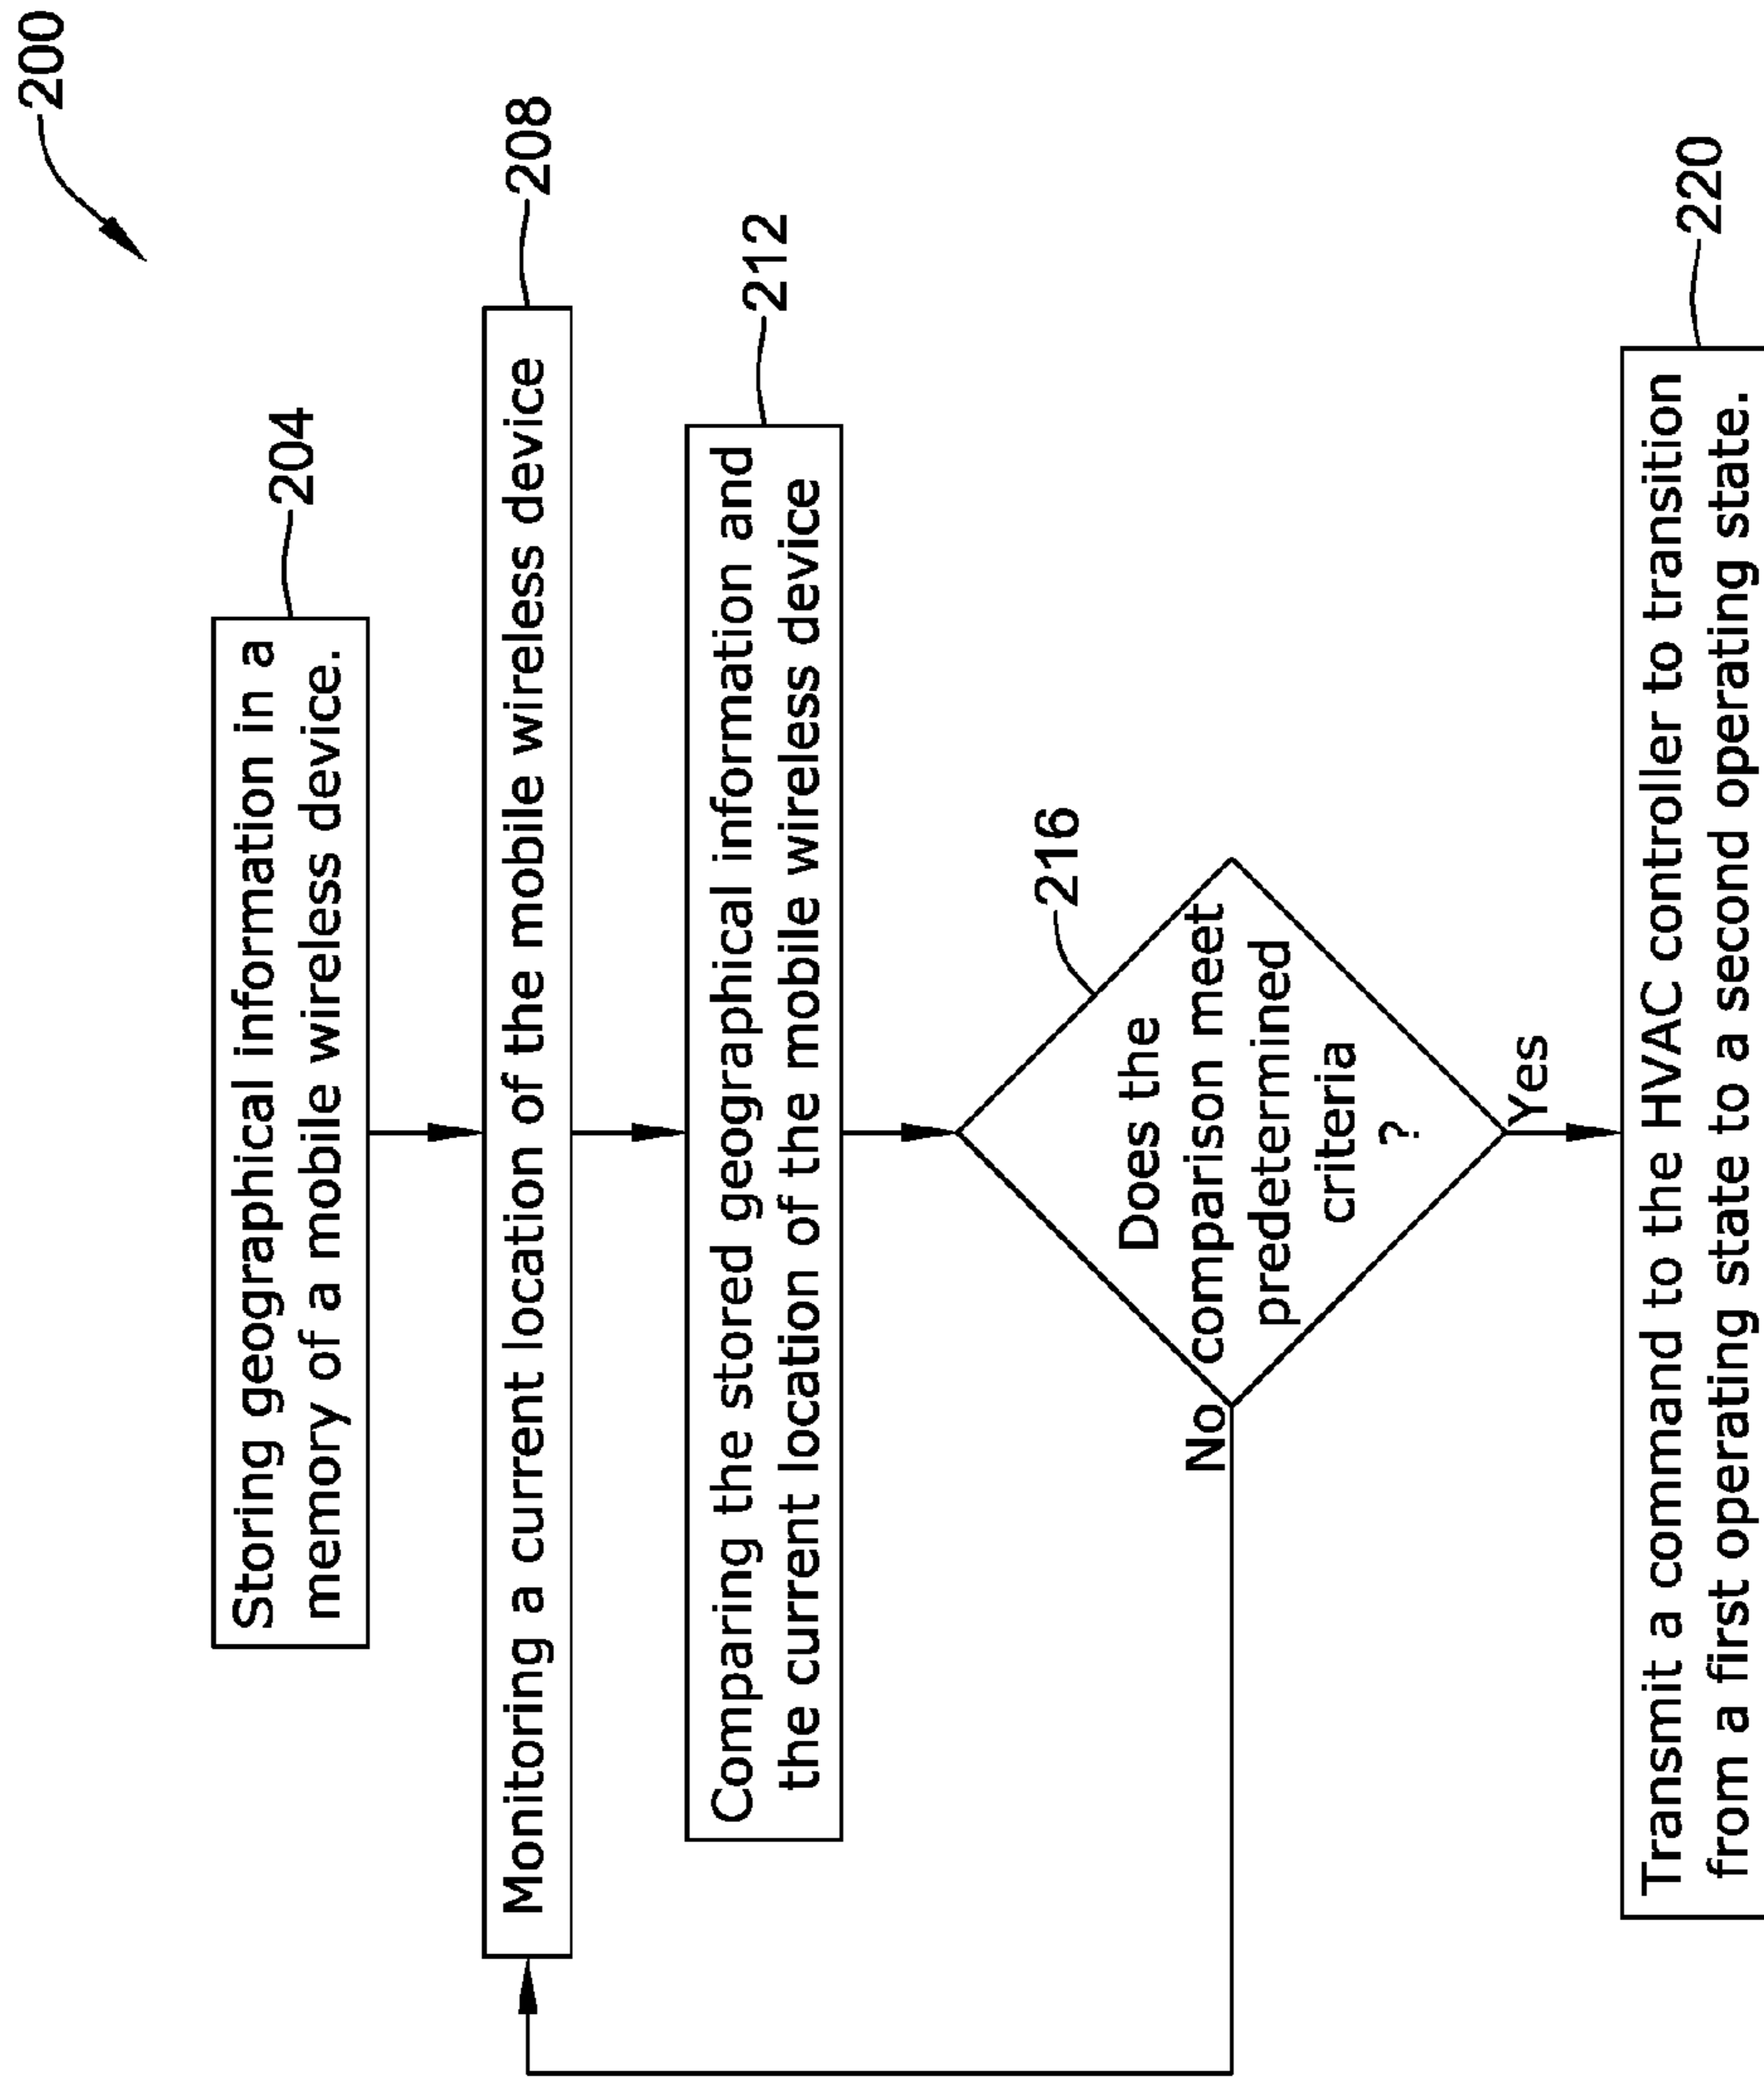 200
204
Storing geographical information in a
memory of a mobile wireless device.
208
Monitoring a current location of the mobile wireless device
212
Comparing the stored geographical information and
the current location of the mobile wireless device
216
Does the
comparison meet
predetermined
criteria
?
No
Yes
220
Transmit a command to the HVAC controller to transition
from a first operating state to a second operating state.